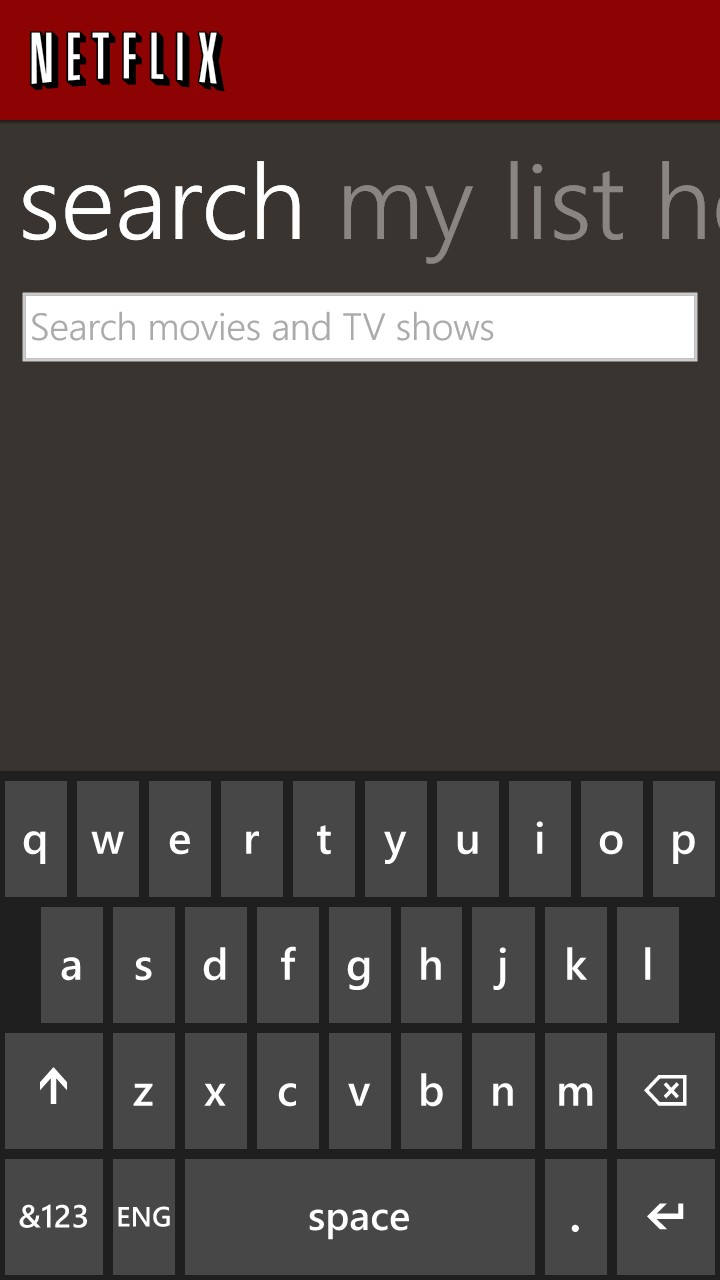 NETFLIX
search my list
Search movies and TV shows
q w e r t y u i o p
a s d f g h j k l
z x c v b n m
&123 ENG space .